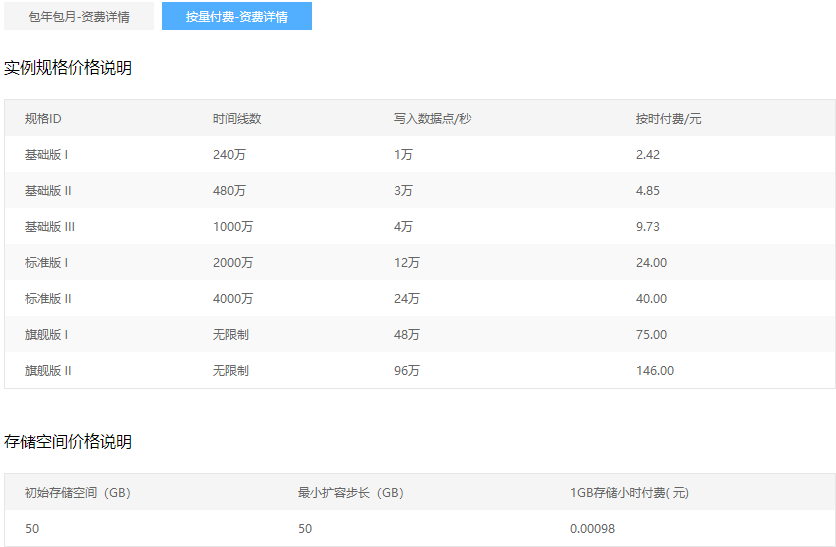 包年包月-资费详情 按量付费-资费详情
实例规格价格说明
规格ID 时间线数 写入数据点/秒 按时付费/元
基础版 I 240万 1万 2.42
基础版 II 480万 3万 4.85
基础版 III 1000万 4万 9.73
标准版 I 2000万 12万 24.00
标准版 II 4000万 24万 40.00
旗舰版 I 无限制 48万 75.00
旗舰版 II 无限制 96万 146.00
存储空间价格说明
初始存储空间（GB） 最小扩容步长（GB） 1GB存储小时付费( 元)
50 50 0.00098